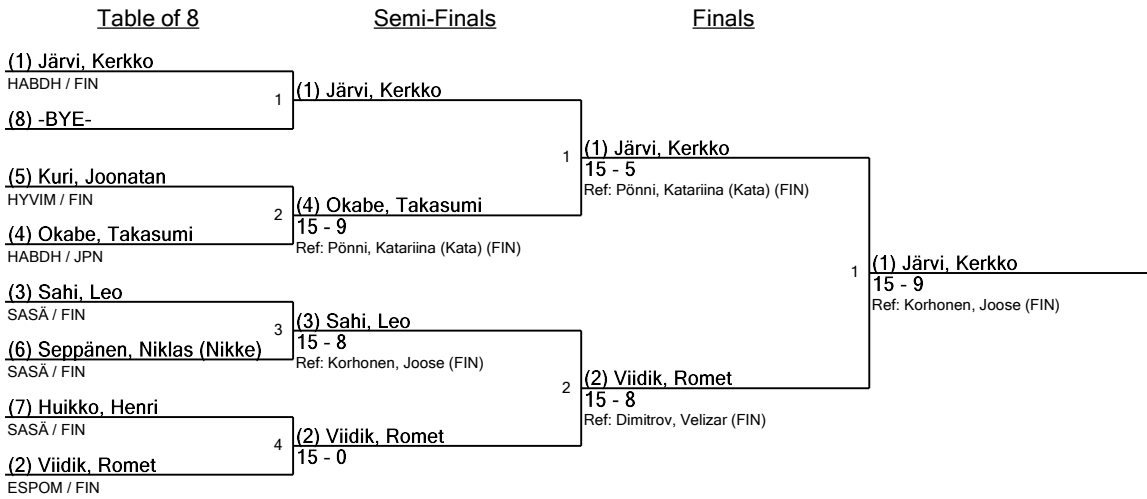 Table of 8
Semi-Finals
Finals
(1) Järvi, Kerkko
HABDH / FIN
1
(8) -BYE-
(5) Kuri, Joonatan
HYVIM / FIN
2
(4) Okabe, Takasumi
HABDH / JPN
(3) Sahi, Leo
SASÄ / FIN
3
(6) Seppänen, Niklas (Nikke)
SASÄ / FIN
(7) Huikko, Henri
SASÄ / FIN
4
(2) Viidik, Romet
ESPOM / FIN
(1) Järvi, Kerkko
1
(4) Okabe, Takasumi
15 - 9
Ref: Pönni, Katariina (Kata) (FIN)
(3) Sahi, Leo
15 - 8
Ref: Korhonen, Joose (FIN)
2
(2) Viidik, Romet
15 - 0
(1) Järvi, Kerkko
15 - 5
Ref: Pönni, Katariina (Kata) (FIN)
1
(2) Viidik, Romet
15 - 8
Ref: Dimitrov, Velizar (FIN)
(1) Järvi, Kerkko
15 - 9
Ref: Korhonen, Joose (FIN)